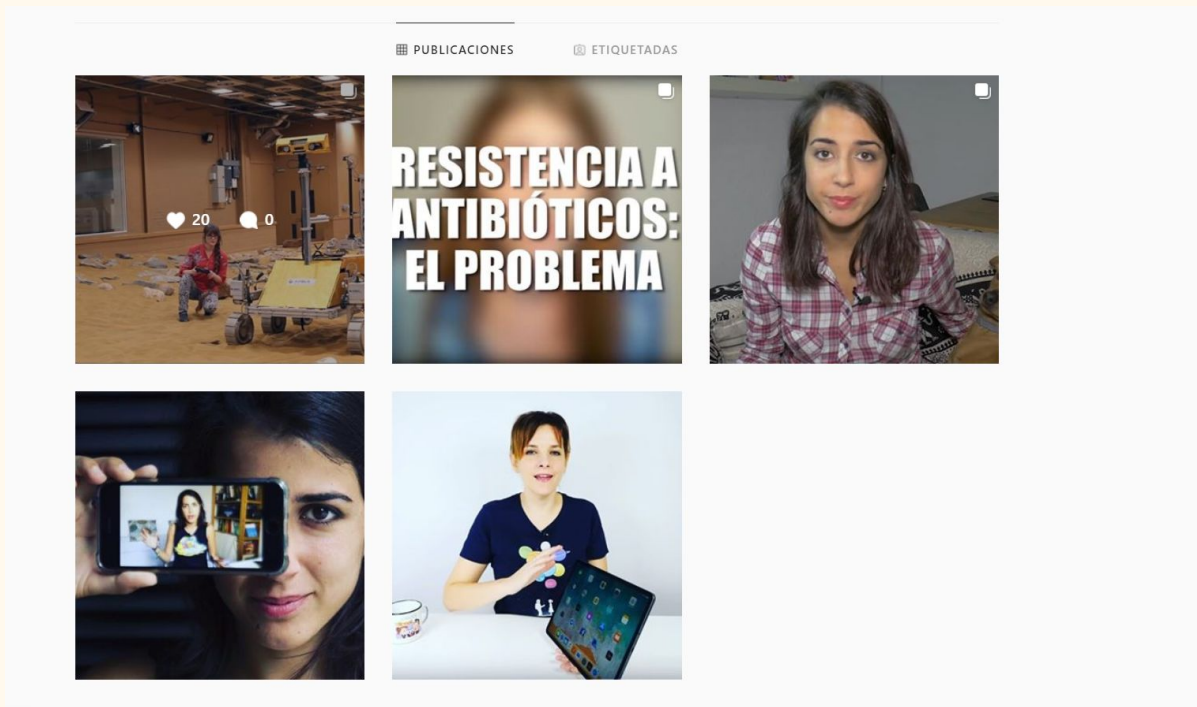 PUBLICACIONES
ETIQUETADAS
20
0
RESISTENCIA A
ANTIBIÓTICOS:
EL PROBLEMA